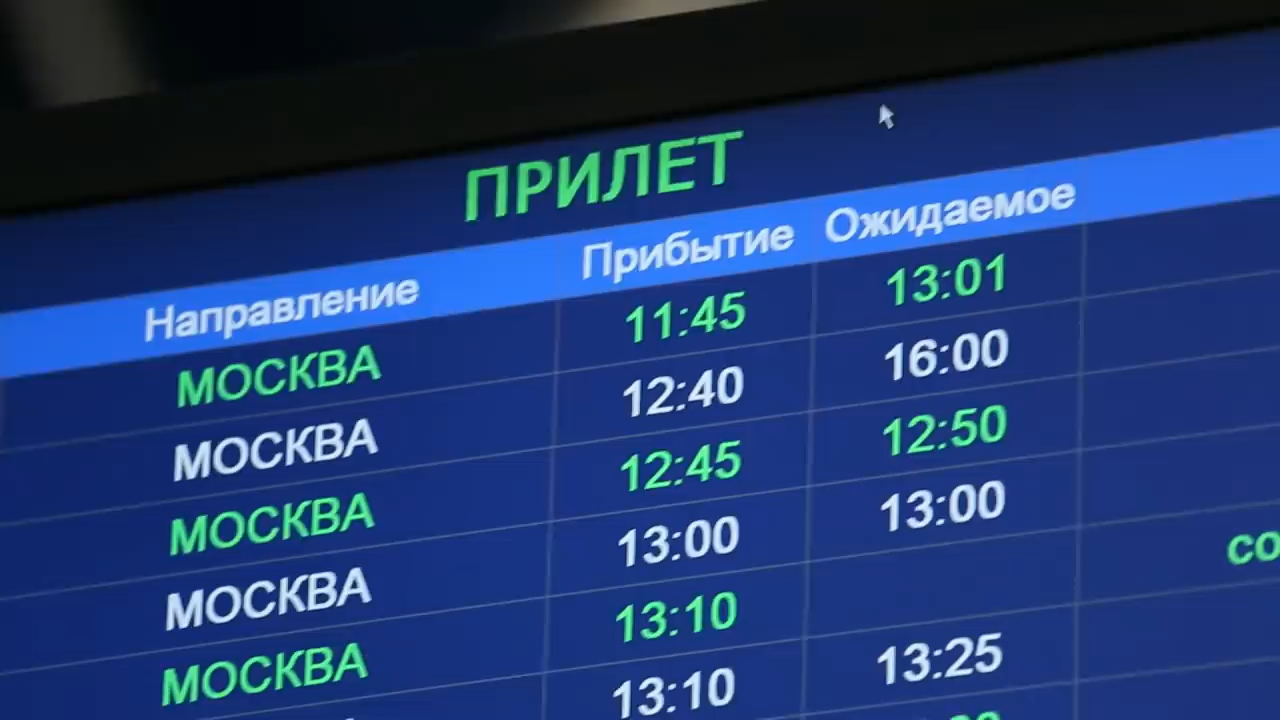 ПРИЛЕТ
Направление Прибытие Ожидаемое
МОСКВА 11:45 13:01
МОСКВА 12:40 16:00
МОСКВА 12:45 12:50
МОСКВА 13:00 13:00
МОСКВА 13:10
13:10 13:25